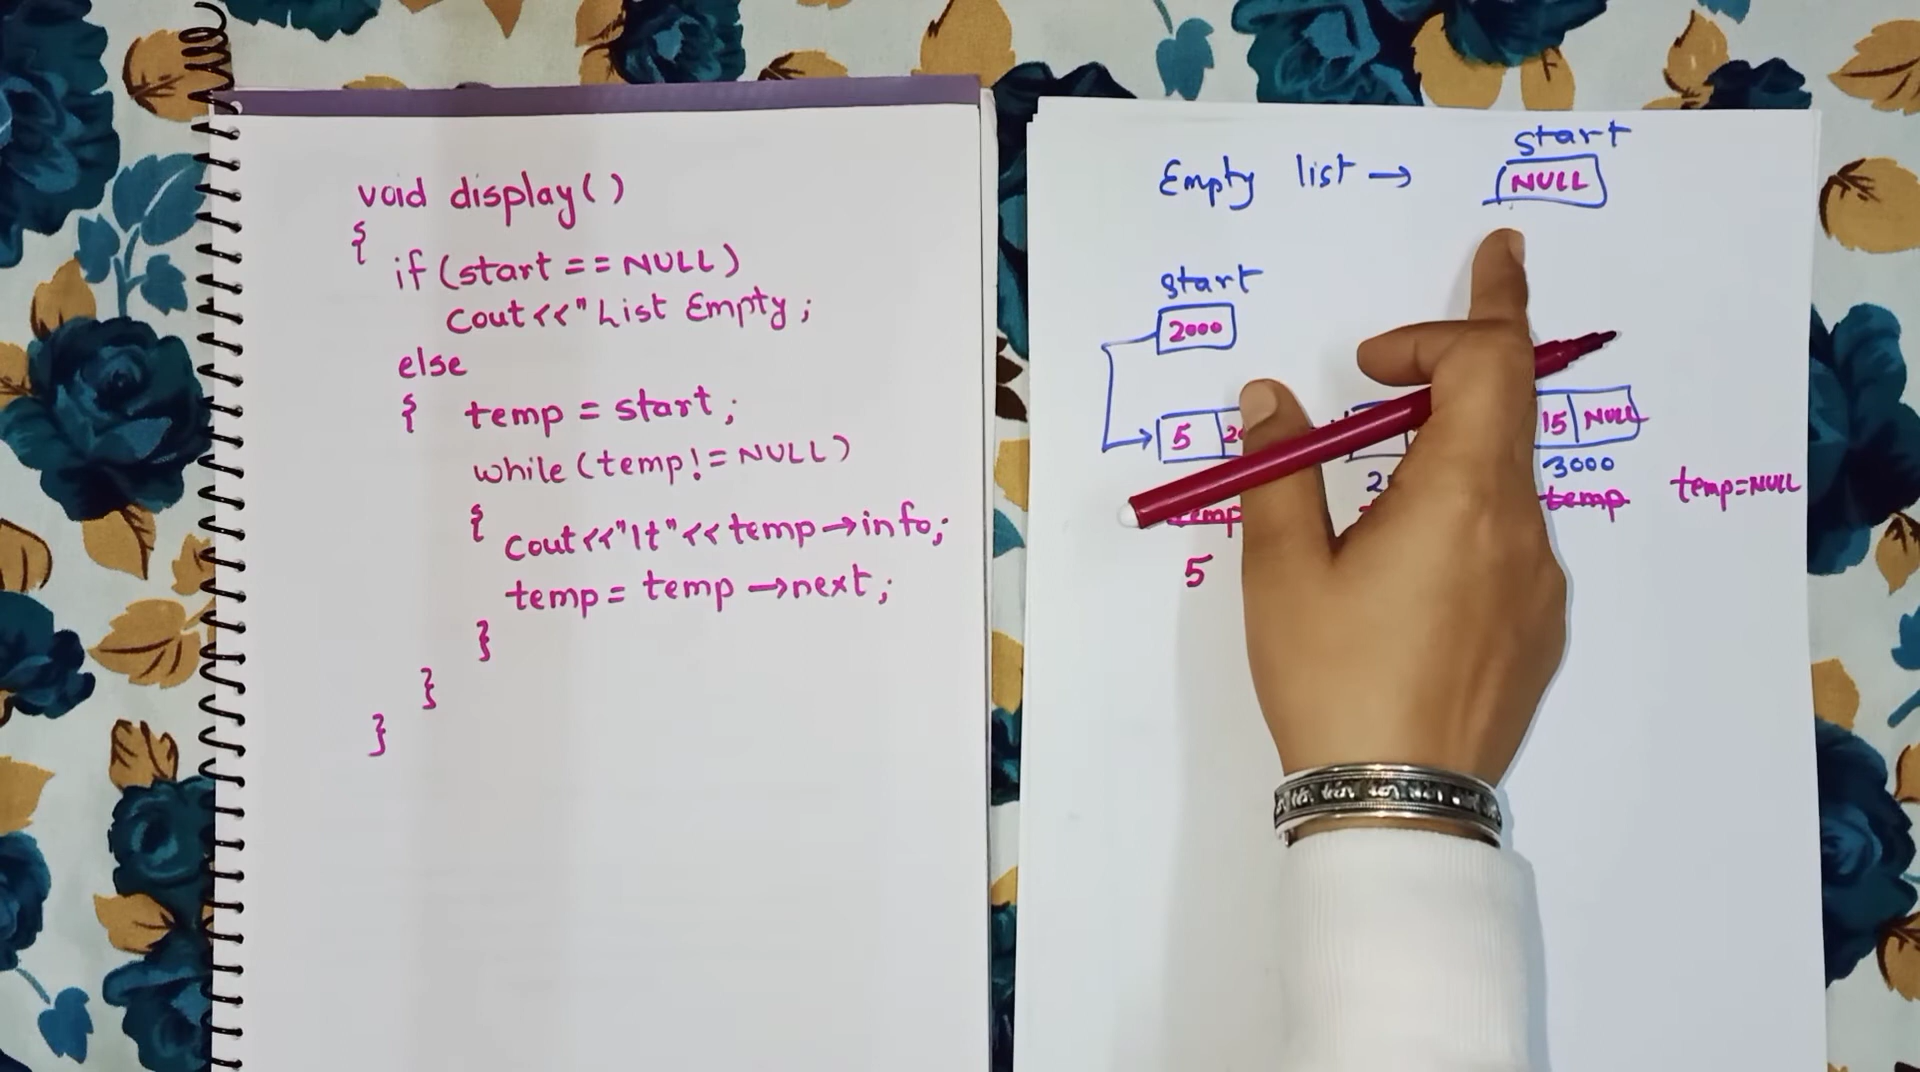 void display()
{
if(start==NULL)
Cout<<"List Empty;
else
{ temp = start;
while(temp!=NULL)
{
Cout<<"\t"<<temp→info;
temp = temp →next;
}
}
}
Empty list →
start
NULL
start
2000
5
15 NULL
3000
temp
temp=NULL
5